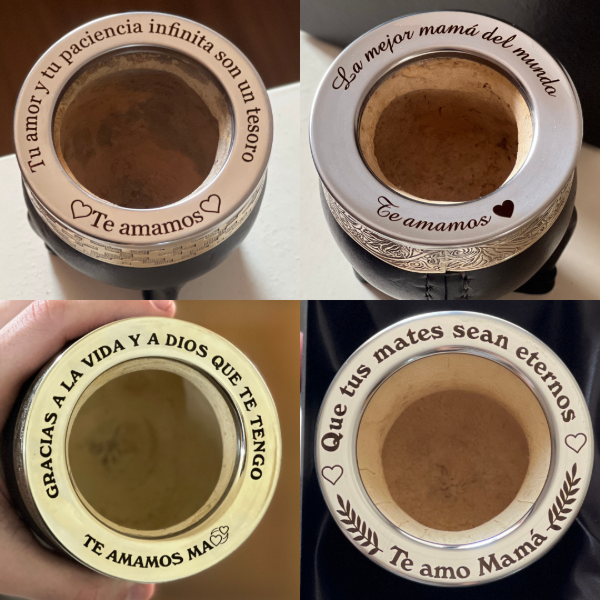 Tu amor y tu paciencia infinita son un tesoro
Te amamos
La mejor mamá del mundo
Te amamos
GRACIAS A LA VIDA Y A DIOS QUE TE TENGO
TE AMAMOS MA
Que tus mates sean eternos
Te amo Mamá